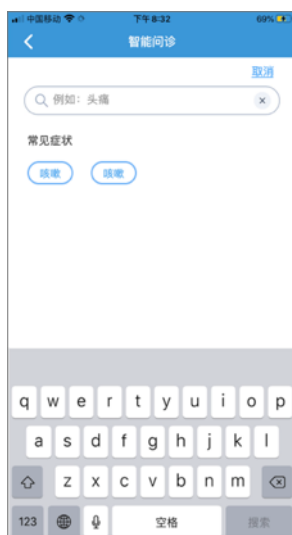 中国移动 下午8:32 69%
智能问诊
取消
例如：头痛
常见症状
咳嗽 咳嗽
q w e r t y u i o p
a s d f g h j k l
z x c v b n m
123 空格 搜索